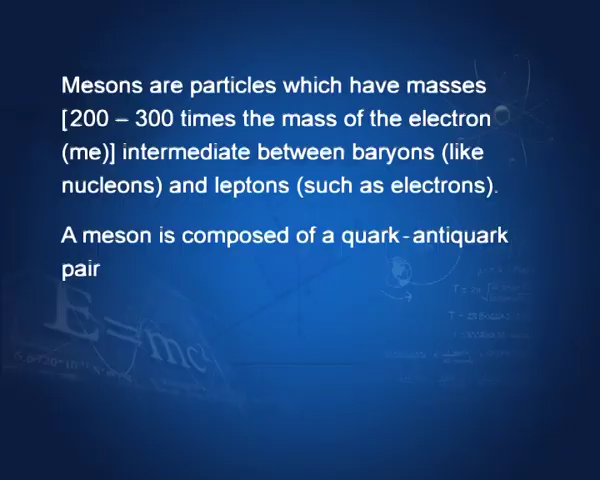 Mesons are particles which have masses
[200 – 300 times the mass of the electron
(me)] intermediate between baryons (like
nucleons) and leptons (such as electrons).
A meson is composed of a quark-antiquark
pair
E=mc²